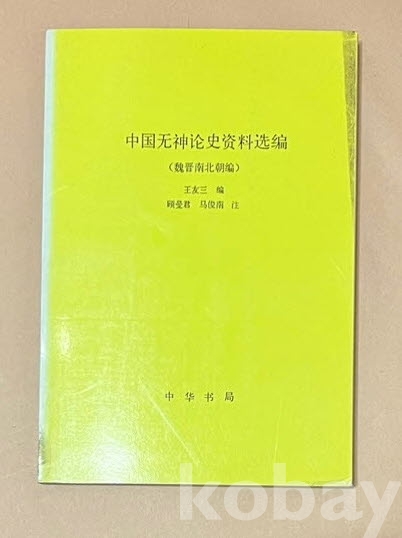 中国无神论史资料选编
(魏晋南北朝编)
王友三 编
顾曼君 马俊南 注
中华书局
kobay